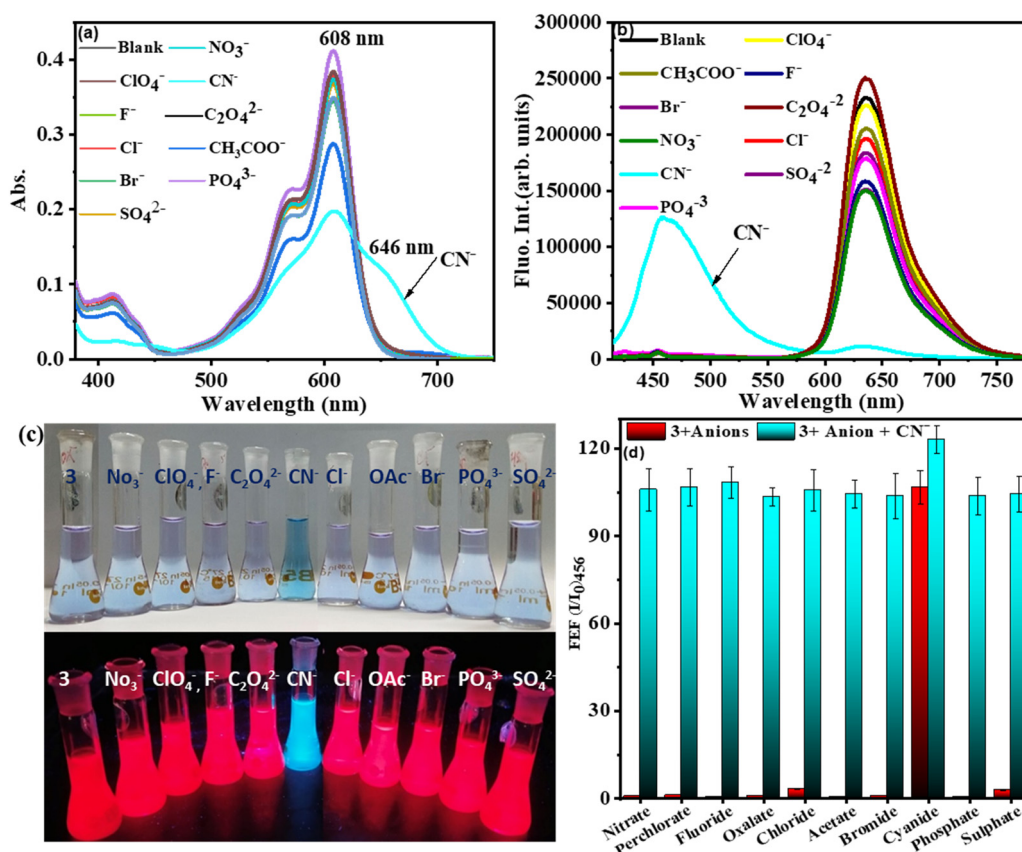 (a)
608 nm
Blank
NO₃⁻
ClO₄⁻
CN⁻
F⁻
C₂O₄²⁻
Cl⁻
CH₃COO⁻
Br⁻
PO₄³⁻
SO₄²⁻
646 nm
CN⁻
0.4
0.3
0.2
0.1
0.0
Abs.
400 500 600 700
Wavelength (nm)
(b)
Blank
ClO₄⁻
CH3COO⁻
F⁻
Br⁻
C₂O₄⁻²
NO₃⁻
Cl⁻
CN⁻
SO₄⁻²
PO₄⁻³
CN⁻
300000
250000
200000
150000
100000
50000
0
Fluo. Int.(arb. units)
450 500 550 600 650 700 750
Wavelength (nm)
(c)
3 No₃⁻ ClO₄⁻, F⁻ C₂O₄²⁻ CN⁻ Cl⁻ OAc⁻ Br⁻ PO₄³⁻ SO₄²⁻
3 No₃⁻ ClO₄⁻, F⁻ C₂O₄²⁻ CN⁻ Cl⁻ OAc⁻ Br⁻ PO₄³⁻ SO₄²⁻
(d)
3+Anions
3+ Anion + CN⁻
120
90
60
30
0
FEF (I/I₀)456
Nitrate
Perchlorate
Fluoride
Oxalate
Chloride
Acetate
Bromide
Cyanide
Phosphate
Sulphate